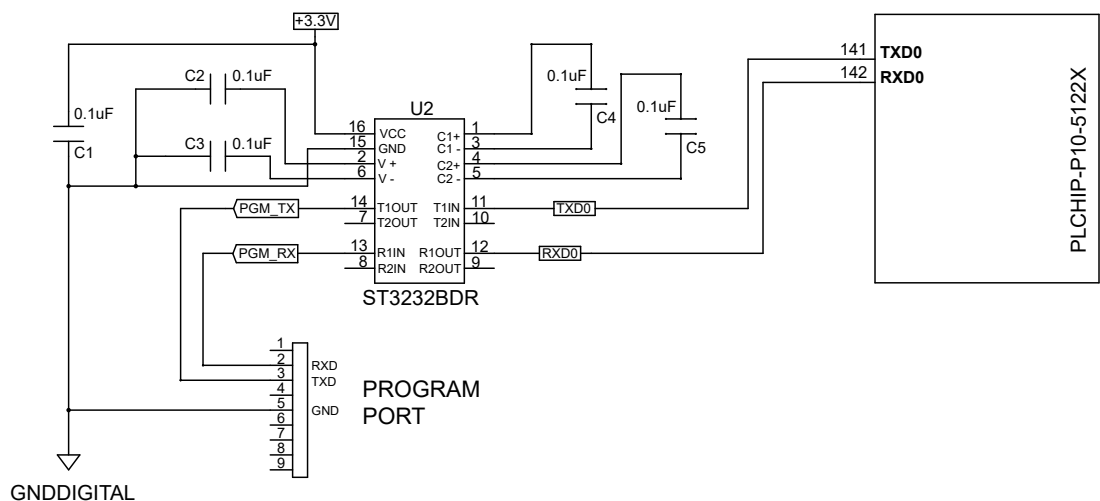 +3.3V
141 TXD0
142 RXD0
PLCHIP-P10-5122X
C2 0.1uF
0.1uF
C4
0.1uF
C5
0.1uF
C1
C3 0.1uF
U2
16 VCC C1+ 1
15 GND C1 - 3
2 V + C2+ 4
6 V - C2 - 5
PGM_TX 14 T1OUT T1IN 11 TXD0
7 T2OUT T2IN 10
PGM_RX 13 R1IN R1OUT 12 RXD0
8 R2IN R2OUT 9
ST3232BDR
1
2 RXD
3 TXD
4
5 GND
6
7
8
9
PROGRAM
PORT
GNDDIGITAL